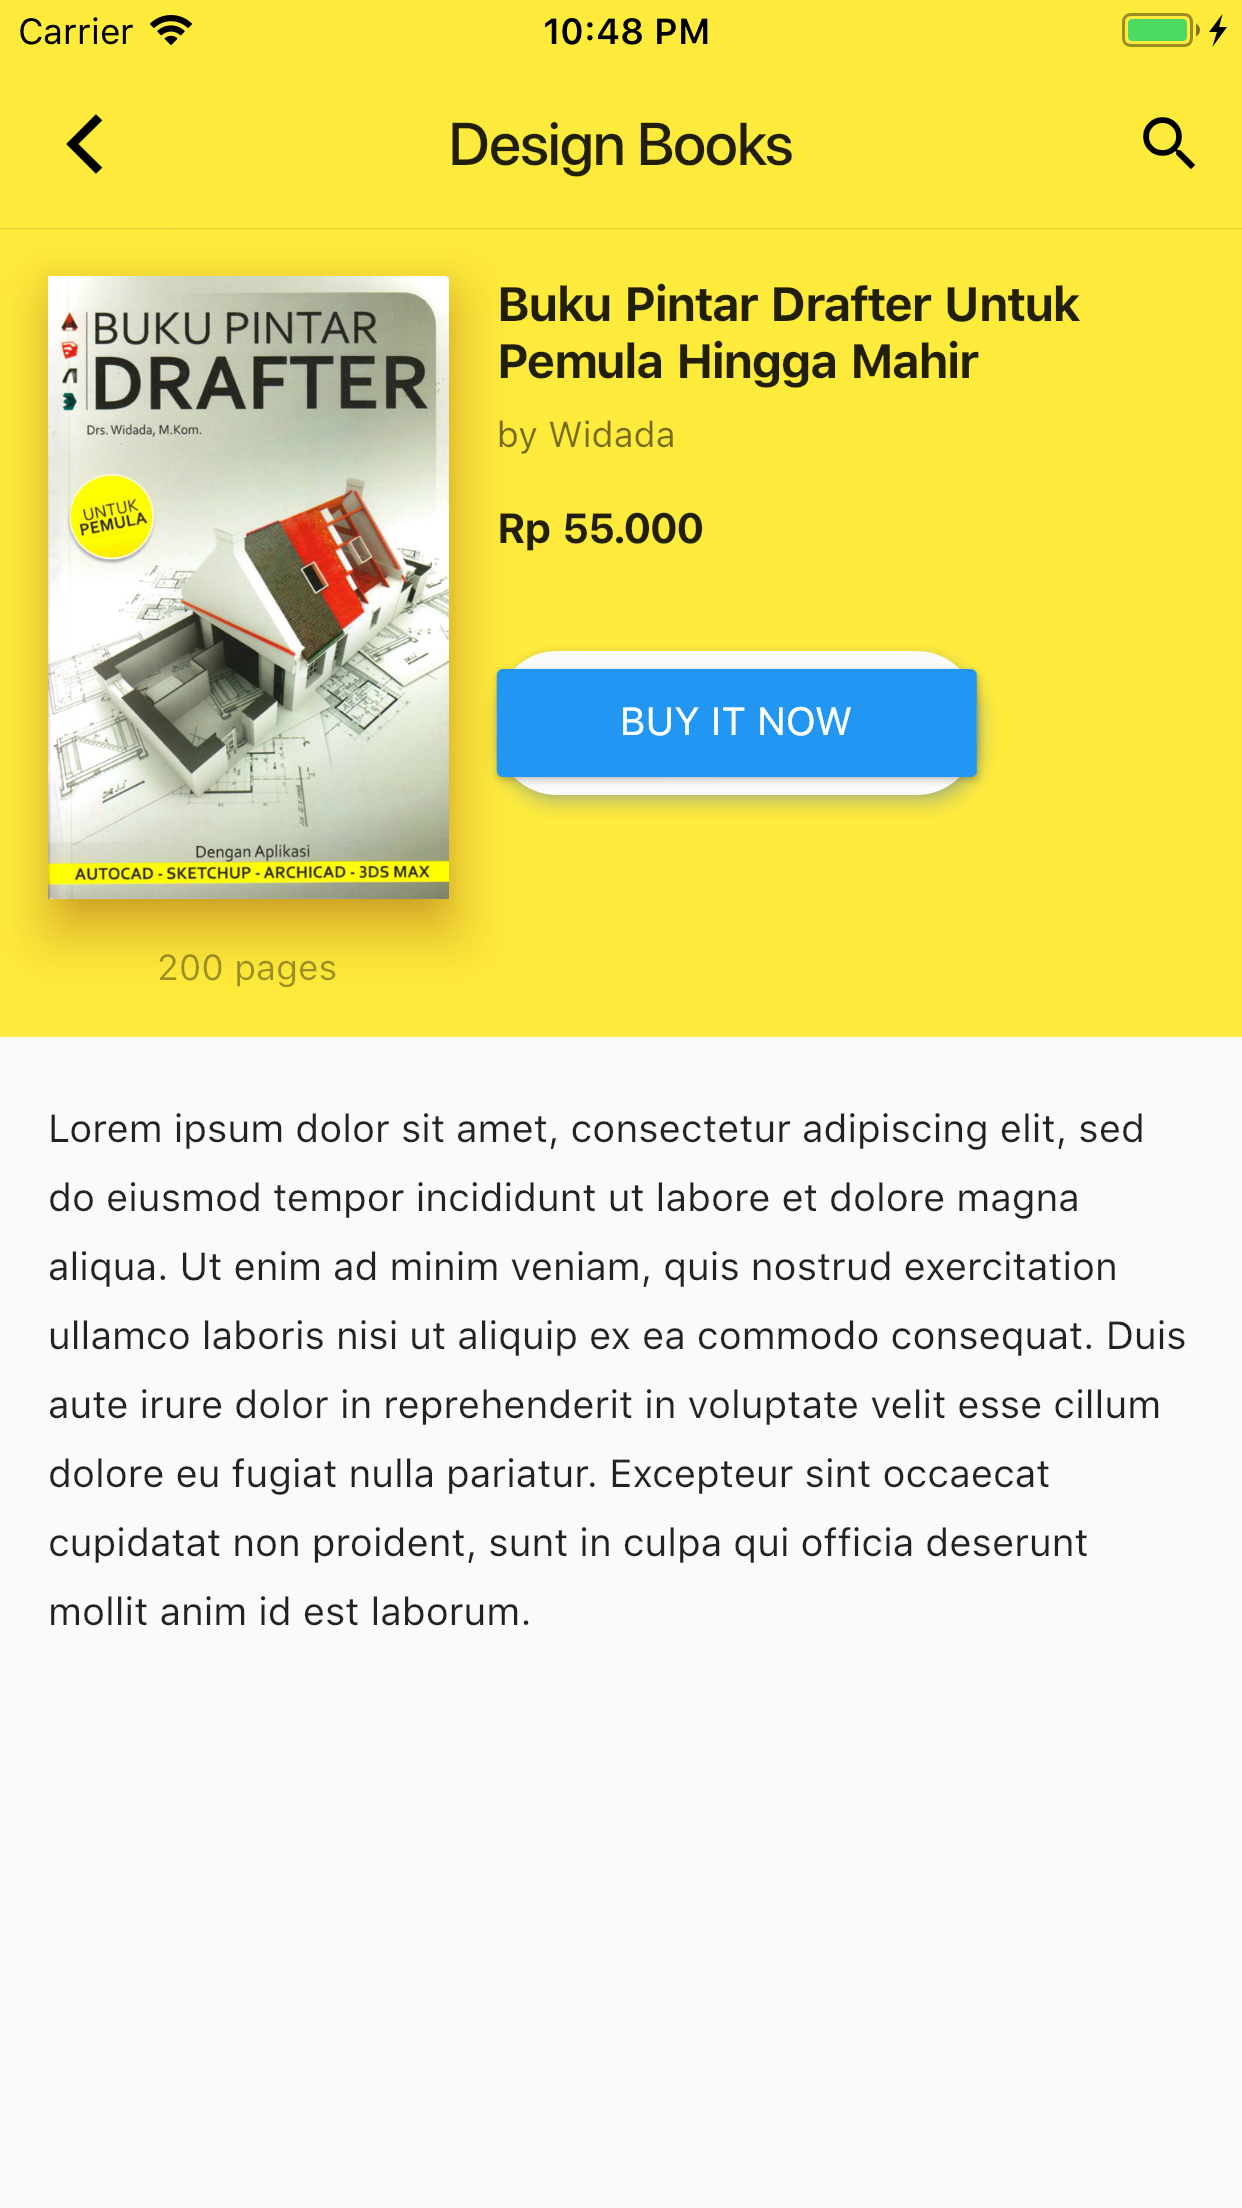 Carrier
10:48 PM
Design Books
BUKU PINTAR
DRAFTER
Drs. Widada, M.Kom.
UNTUK
PEMULA
Dengan Aplikasi
AUTOCAD - SKETCHUP - ARCHICAD - 3DS MAX
200 pages
Buku Pintar Drafter Untuk
Pemula Hingga Mahir
by Widada
Rp 55.000
BUY IT NOW
Lorem ipsum dolor sit amet, consectetur adipiscing elit, sed
do eiusmod tempor incididunt ut labore et dolore magna
aliqua. Ut enim ad minim veniam, quis nostrud exercitation
ullamco laboris nisi ut aliquip ex ea commodo consequat. Duis
aute irure dolor in reprehenderit in voluptate velit esse cillum
dolore eu fugiat nulla pariatur. Excepteur sint occaecat
cupidatat non proident, sunt in culpa qui officia deserunt
mollit anim id est laborum.